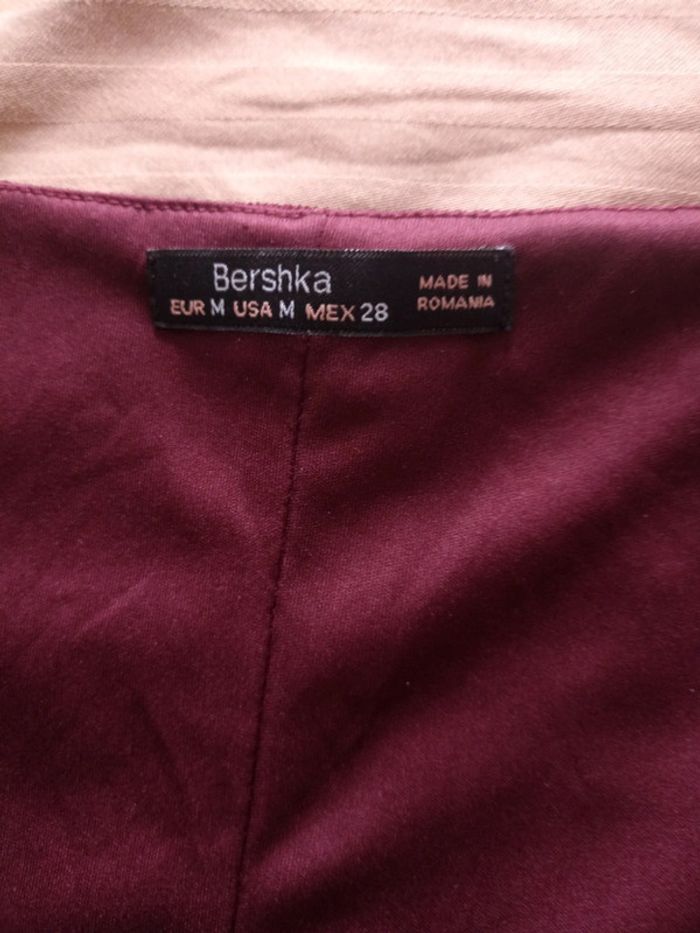 Bershka
EUR M USA M MEX 28
MADE IN
ROMANIA